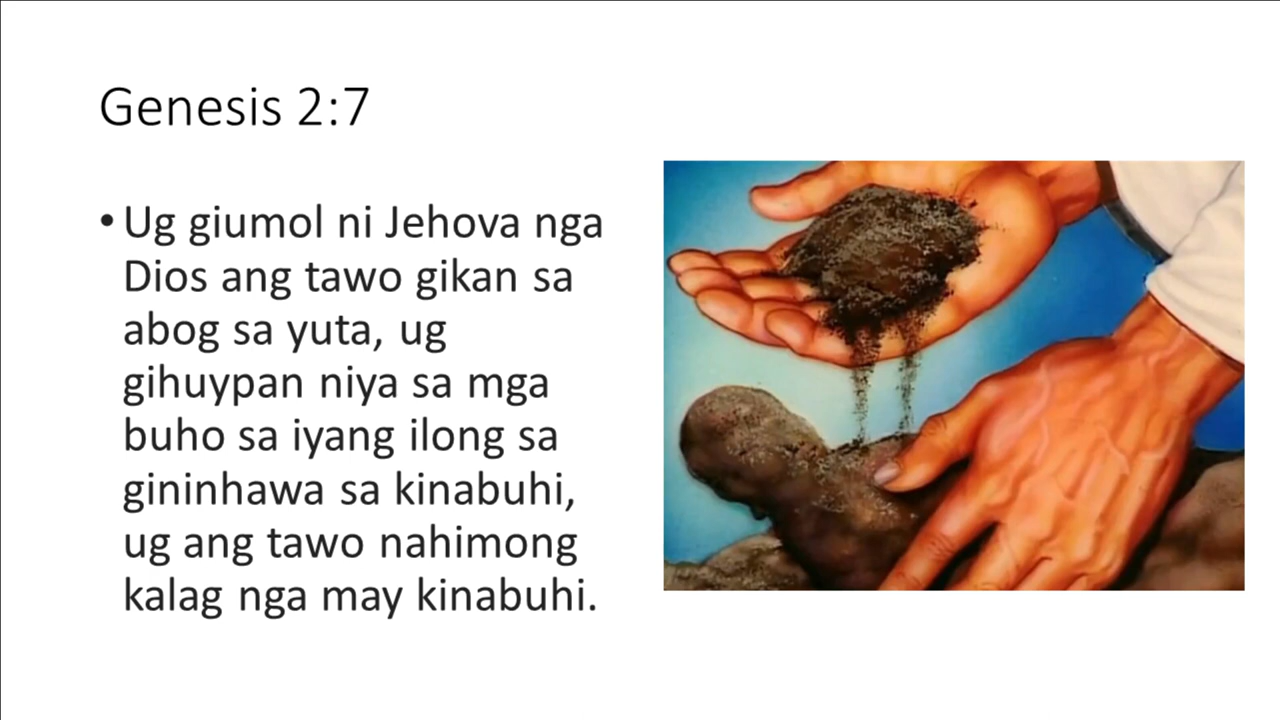 Genesis 2:7
• Ug giumol ni Jehova nga
Dios ang tawo gikan sa
abog sa yuta, ug
gihuypan niya sa mga
buho sa iyang ilong sa
gininhawa sa kinabuhi,
ug ang tawo nahimong
kalag nga may kinabuhi.